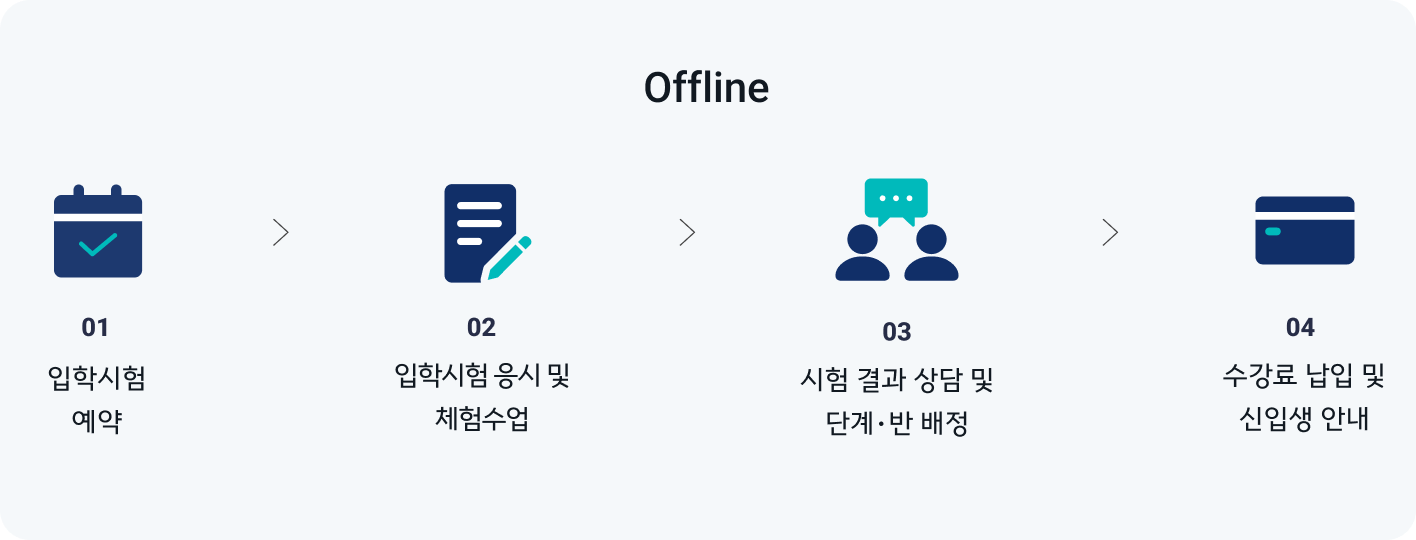 Offline
01
입학시험
예약
02
입학시험 응시 및
체험수업
03
시험 결과 상담 및
단계·반 배정
04
수강료 납입 및
신입생 안내